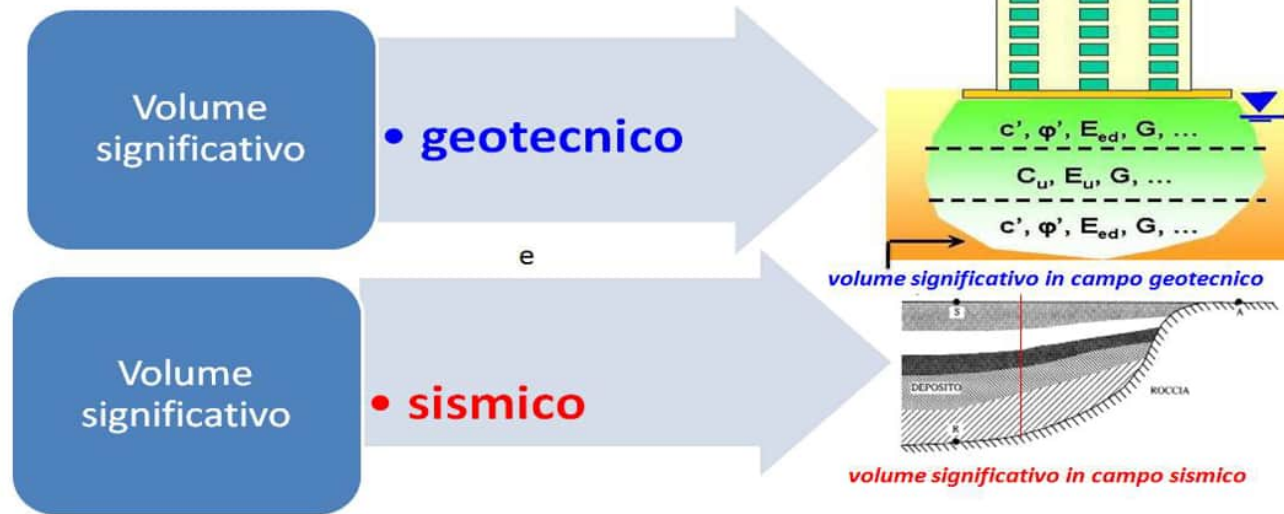 Volume
significativo
• geotecnico
c', φ', Eed, G, ...
Cu, Eu, G, ...
c', φ', Eed, G, ...
volume significativo in campo geotecnico
e
Volume
significativo
• sismico
S
A
DEPOSITO
ROCCIA
R
volume significativo in campo sismico